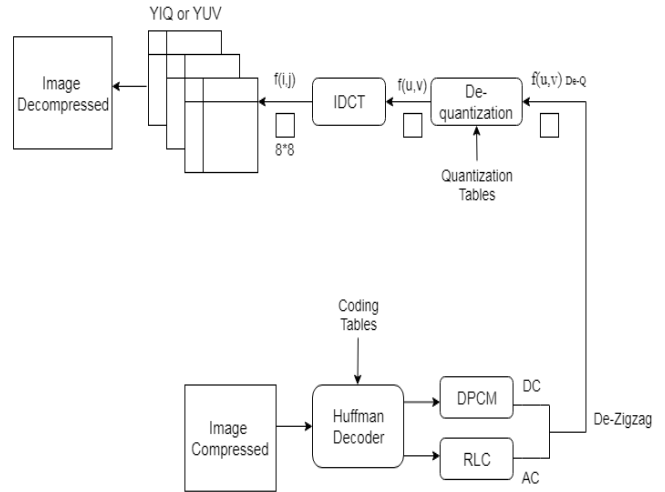 YIQ or YUV
Image
Decompressed
f(i,j)
8*8
IDCT
f(u,v)
De-
quantization
f(u,v) De-Q
Quantization
Tables
Coding
Tables
Image
Compressed
Huffman
Decoder
DPCM
DC
RLC
AC
De-Zigzag